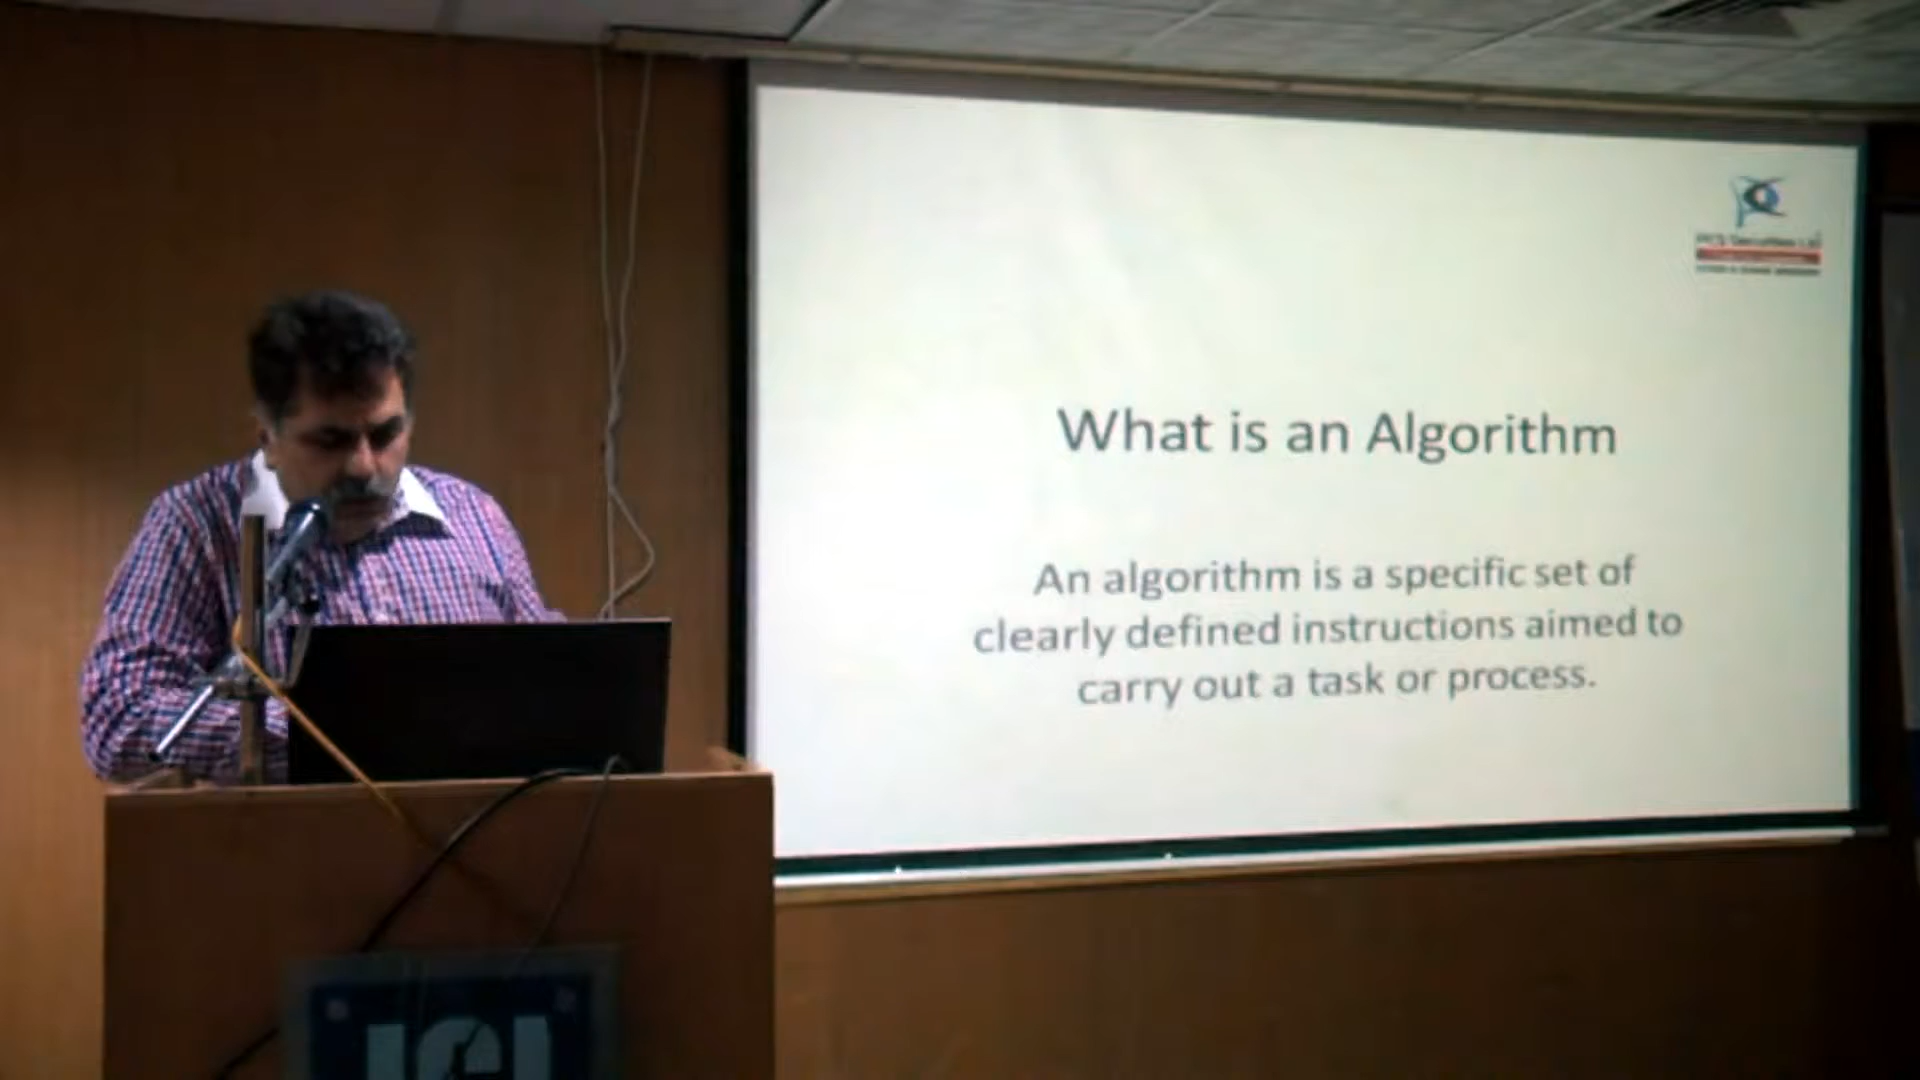 What is an Algorithm
An algorithm is a specific set of
clearly defined instructions aimed to
carry out a task or process.